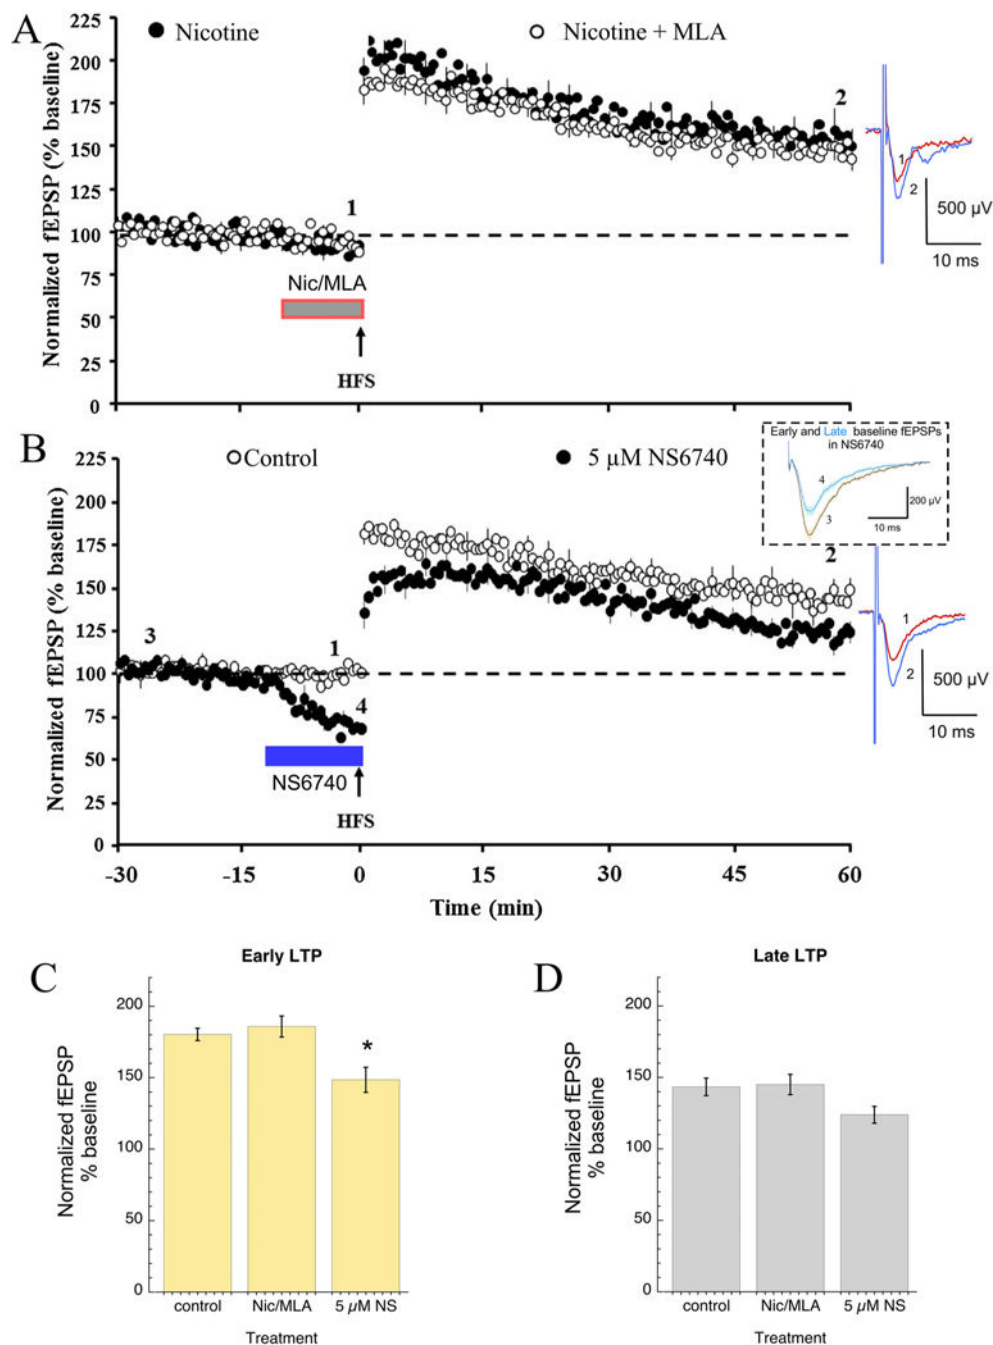 A
Nicotine
Nicotine + MLA
Normalized fEPSP (% baseline)
225
200
175
150
125
100
75
50
25
0
1
2
Nic/MLA
HFS
1
2
500 µV
10 ms
B
Control
5 µM NS6740
Normalized fEPSP (% baseline)
225
200
175
150
125
100
75
50
25
0
3
1
4
2
NS6740
HFS
-30
-15
0
15
30
45
60
Time (min)
Early and Late baseline fEPSPs
in NS6740
4
3
200 µV
10 ms
1
2
500 µV
10 ms
C
Early LTP
Normalized fEPSP
% baseline
200
150
100
50
0
*
control
Nic/MLA
5 µM NS
Treatment
D
Late LTP
Normalized fEPSP
% baseline
200
150
100
50
0
control
Nic/MLA
5 µM NS
Treatment